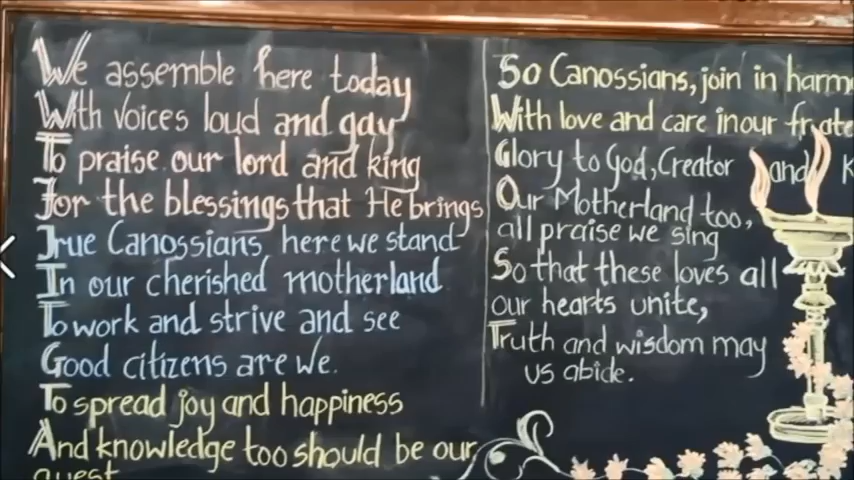 We assemble here today
With voices loud and gay
To praise our lord and king
For the blessings that He brings
True Canossians here we stand
In our cherished motherland
To work and strive and see
Good citizens are we.
To spread joy and happiness
And knowledge too should be our
quest
So Canossians, join in harm
With love and care in our frate
Glory to God, Creator and K
Our Motherland too,
all praise we sing
So that these loves all
our hearts unite,
Truth and wisdom may
us abide.